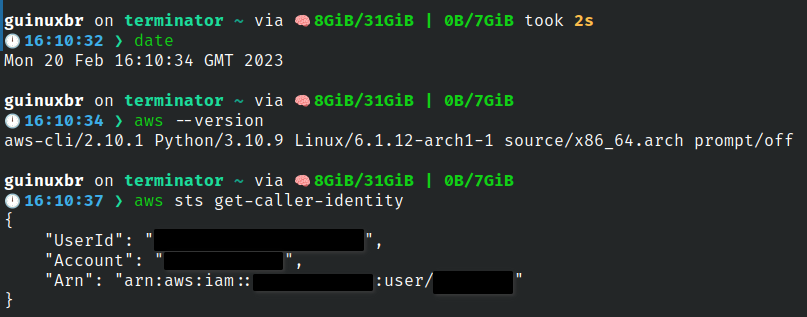 guinuxbr on terminator ~ via 🧠 8GiB/31GiB | 0B/7GiB took 2s
🕛 16:10:32 ❯ date
Mon 20 Feb 16:10:34 GMT 2023
guinuxbr on terminator ~ via 🧠 8GiB/31GiB | 0B/7GiB
🕛 16:10:34 ❯ aws --version
aws-cli/2.10.1 Python/3.10.9 Linux/6.1.12-arch1-1 source/x86_64.arch prompt/off
guinuxbr on terminator ~ via 🧠 8GiB/31GiB | 0B/7GiB
🕛 16:10:37 ❯ aws sts get-caller-identity
{
    "UserId": "",
    "Account": "",
    "Arn": "arn:aws:iam:::user/"
}